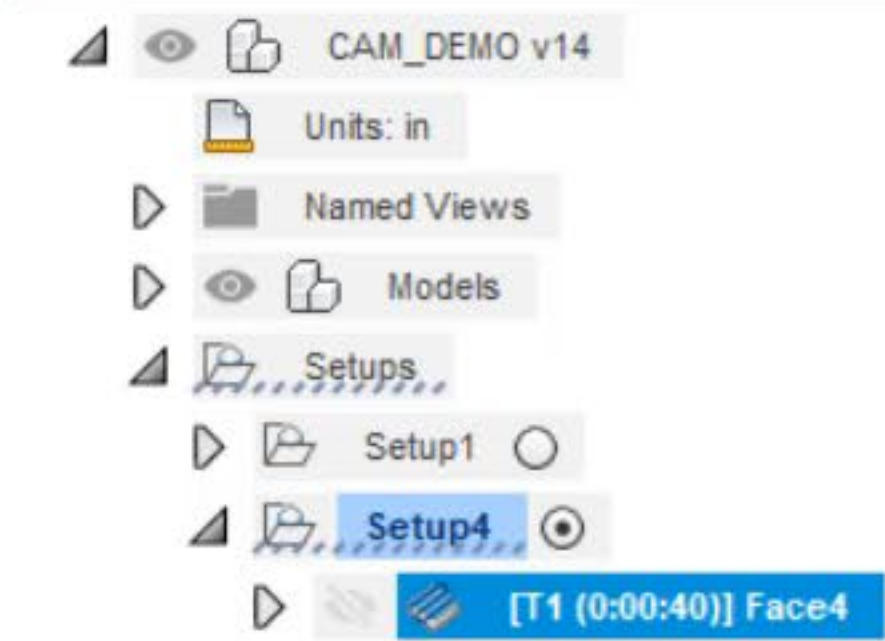 CAM_DEMO v14
Units: in
Named Views
Models
Setups
Setup1
Setup4
[T1 (0:00:40)] Face4